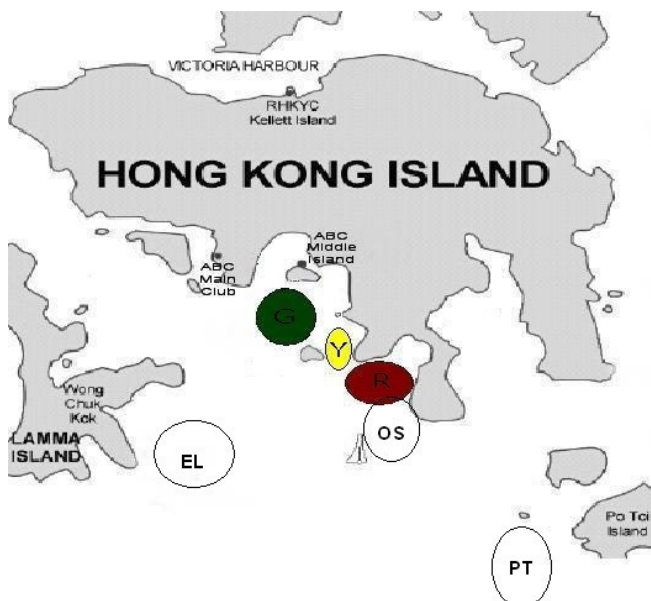 VICTORIA HARBOUR
RHKYC
Kellett Island
HONG KONG ISLAND
ABC
Middle
Island
ABC
Main
Club
G
Y
R
Wong
Chuk
Kok
LAMMA
ISLAND
EL
OS
PT
Po Toi
Island